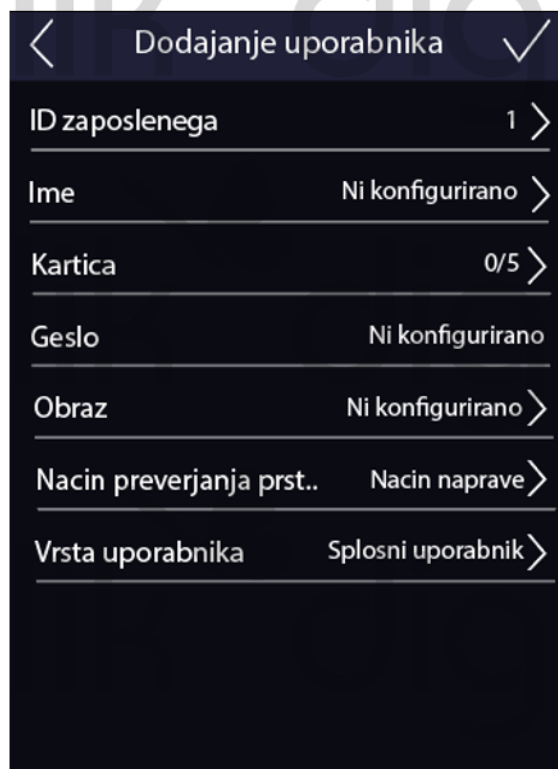 Dodajanje uporabnika
ID zaposlenega 1
Ime Ni konfigurirano
Kartica 0/5
Geslo Ni konfigurirano
Obraz Ni konfigurirano
Nacin preverjanja prst.. Nacin naprave
Vrsta uporabnika Splosni uporabnik